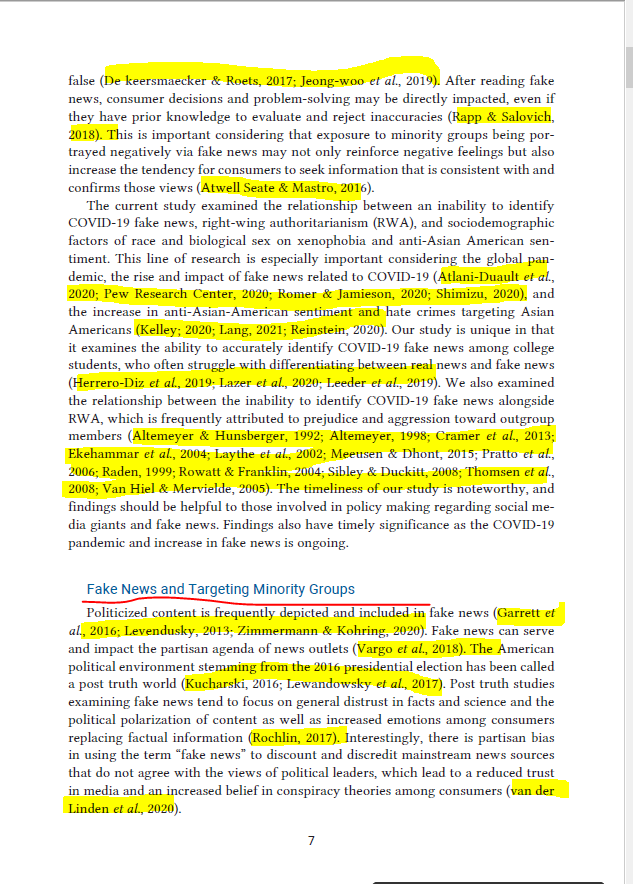 false (De keersmaecker & Roets, 2017; Jeong-woo et al., 2019). After reading fake
news, consumer decisions and problem-solving may be directly impacted, even if
they have prior knowledge to evaluate and reject inaccuracies (Rapp & Salovich,
2018). This is important considering that exposure to minority groups being por-
trayed negatively via fake news may not only reinforce negative feelings but also
increase the tendency for consumers to seek information that is consistent with and
confirms those views (Atwell Seate & Mastro, 2016).
The current study examined the relationship between an inability to identify
COVID-19 fake news, right-wing authoritarianism (RWA), and sociodemographic
factors of race and biological sex on xenophobia and anti-Asian American sen-
timent. This line of research is especially important considering the global pan-
demic, the rise and impact of fake news related to COVID-19 (Atlani-Duault et al.,
2020; Pew Research Center, 2020; Romer & Jamieson, 2020; Shimizu, 2020), and
the increase in anti-Asian-American sentiment and hate crimes targeting Asian
Americans (Kelley; 2020; Lang, 2021; Reinstein, 2020). Our study is unique in that
it examines the ability to accurately identify COVID-19 fake news among college
students, who often struggle with differentiating between real news and fake news
(Herrero-Diz et al., 2019; Lazer et al., 2020; Leeder et al., 2019). We also examined
the relationship between the inability to identify COVID-19 fake news alongside
RWA, which is frequently attributed to prejudice and aggression toward outgroup
members (Altemeyer & Hunsberger, 1992; Altemeyer, 1998; Cramer et al., 2013;
Ekehammar et al., 2004; Laythe et al., 2002; Meeusen & Dhont, 2015; Pratto et al.,
2006; Raden, 1999; Rowatt & Franklin, 2004; Sibley & Duckitt, 2008; Thomsen et al.,
2008; Van Hiel & Mervielde, 2005). The timeliness of our study is noteworthy, and
findings should be helpful to those involved in policy making regarding social me-
dia giants and fake news. Findings also have timely significance as the COVID-19
pandemic and increase in fake news is ongoing.
Fake News and Targeting Minority Groups
Politicized content is frequently depicted and included in fake news (Garrett et
al., 2016; Levendusky, 2013; Zimmermann & Kohring, 2020). Fake news can serve
and impact the partisan agenda of news outlets (Vargo et al., 2018). The American
political environment stemming from the 2016 presidential election has been called
a post truth world (Kucharski, 2016; Lewandowsky et al., 2017). Post truth studies
examining fake news tend to focus on general distrust in facts and science and the
political polarization of content as well as increased emotions among consumers
replacing factual information (Rochlin, 2017). Interestingly, there is partisan bias
in using the term “fake news” to discount and discredit mainstream news sources
that do not agree with the views of political leaders, which lead to a reduced trust
in media and an increased belief in conspiracy theories among consumers (van der
Linden et al., 2020).
7